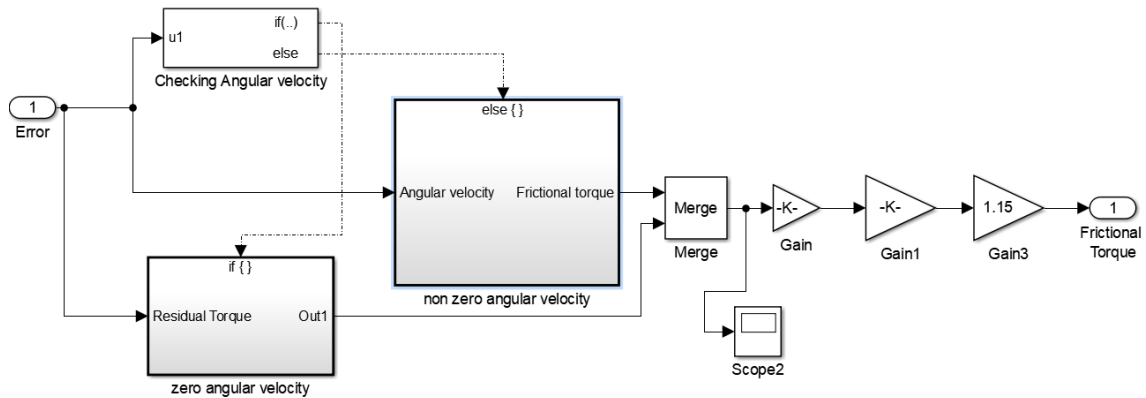 if(..)
u1
else
Checking Angular velocity
1
Error
else { }
Angular velocity
Frictional torque
non zero angular velocity
if { }
Residual Torque
Out1
zero angular velocity
Merge
Merge
-K-
Gain
-K-
Gain1
1.15
Gain3
1
Frictional
Torque
Scope2